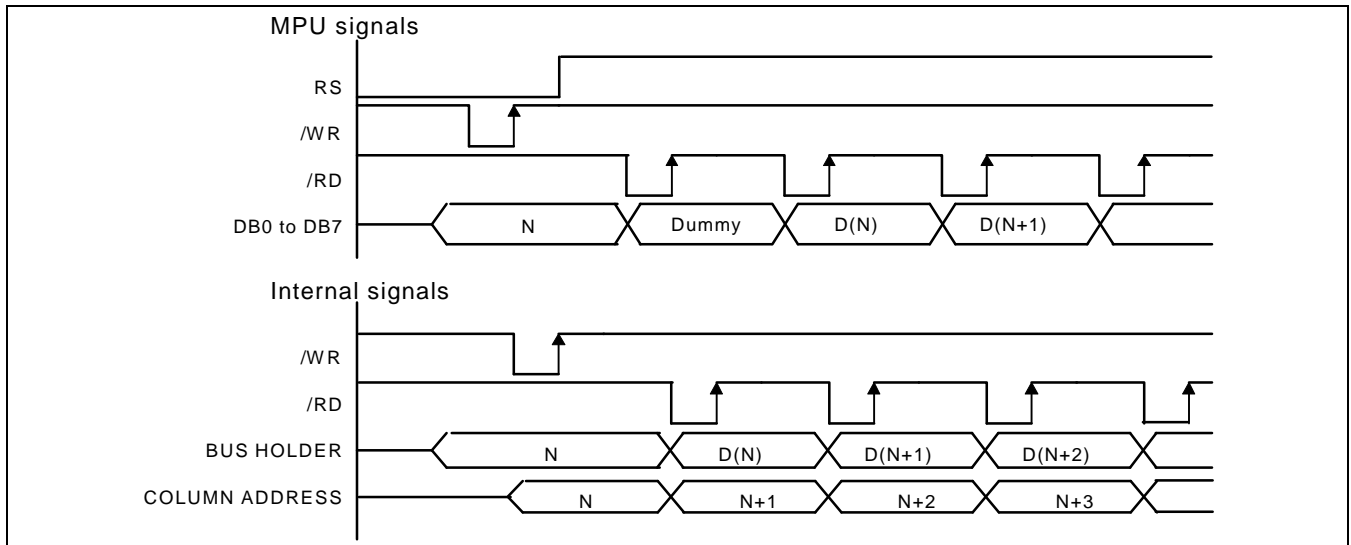 MPU signals
RS
/WR
/RD
DB0 to DB7 N Dummy D(N) D(N+1)
Internal signals
/WR
/RD
BUS HOLDER N D(N) D(N+1) D(N+2)
COLUMN ADDRESS N N+1 N+2 N+3